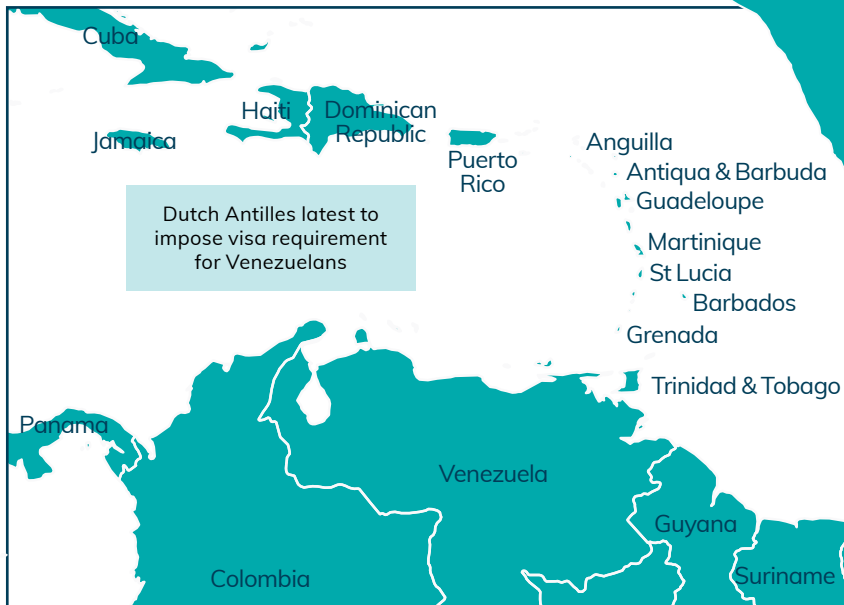 Cuba
Haiti
Dominican
Republic
Jamaica
Puerto
Rico
Anguilla
Antiqua & Barbuda
Guadeloupe
Martinique
St Lucia
Barbados
Grenada
Trinidad & Tobago
Dutch Antilles latest to
impose visa requirement
for Venezuelans
Panama
Venezuela
Guyana
Colombia
Suriname